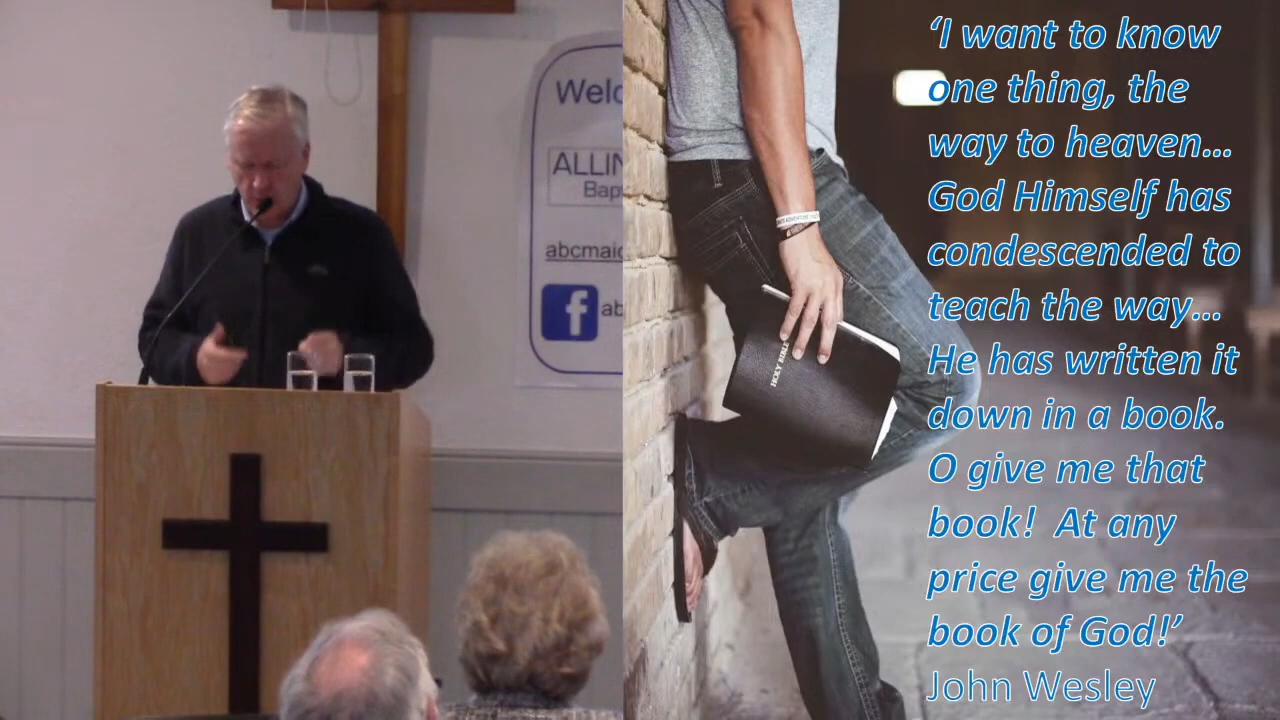 Welc
ALLIN
Bap
abcmaid
f
ab
HOLY BIBLE
‘I want to know
one thing, the
way to heaven…
God Himself has
condescended to
teach the way…
He has written it
down in a book.
O give me that
book!  At any
price give me the
book of God!’
John Wesley